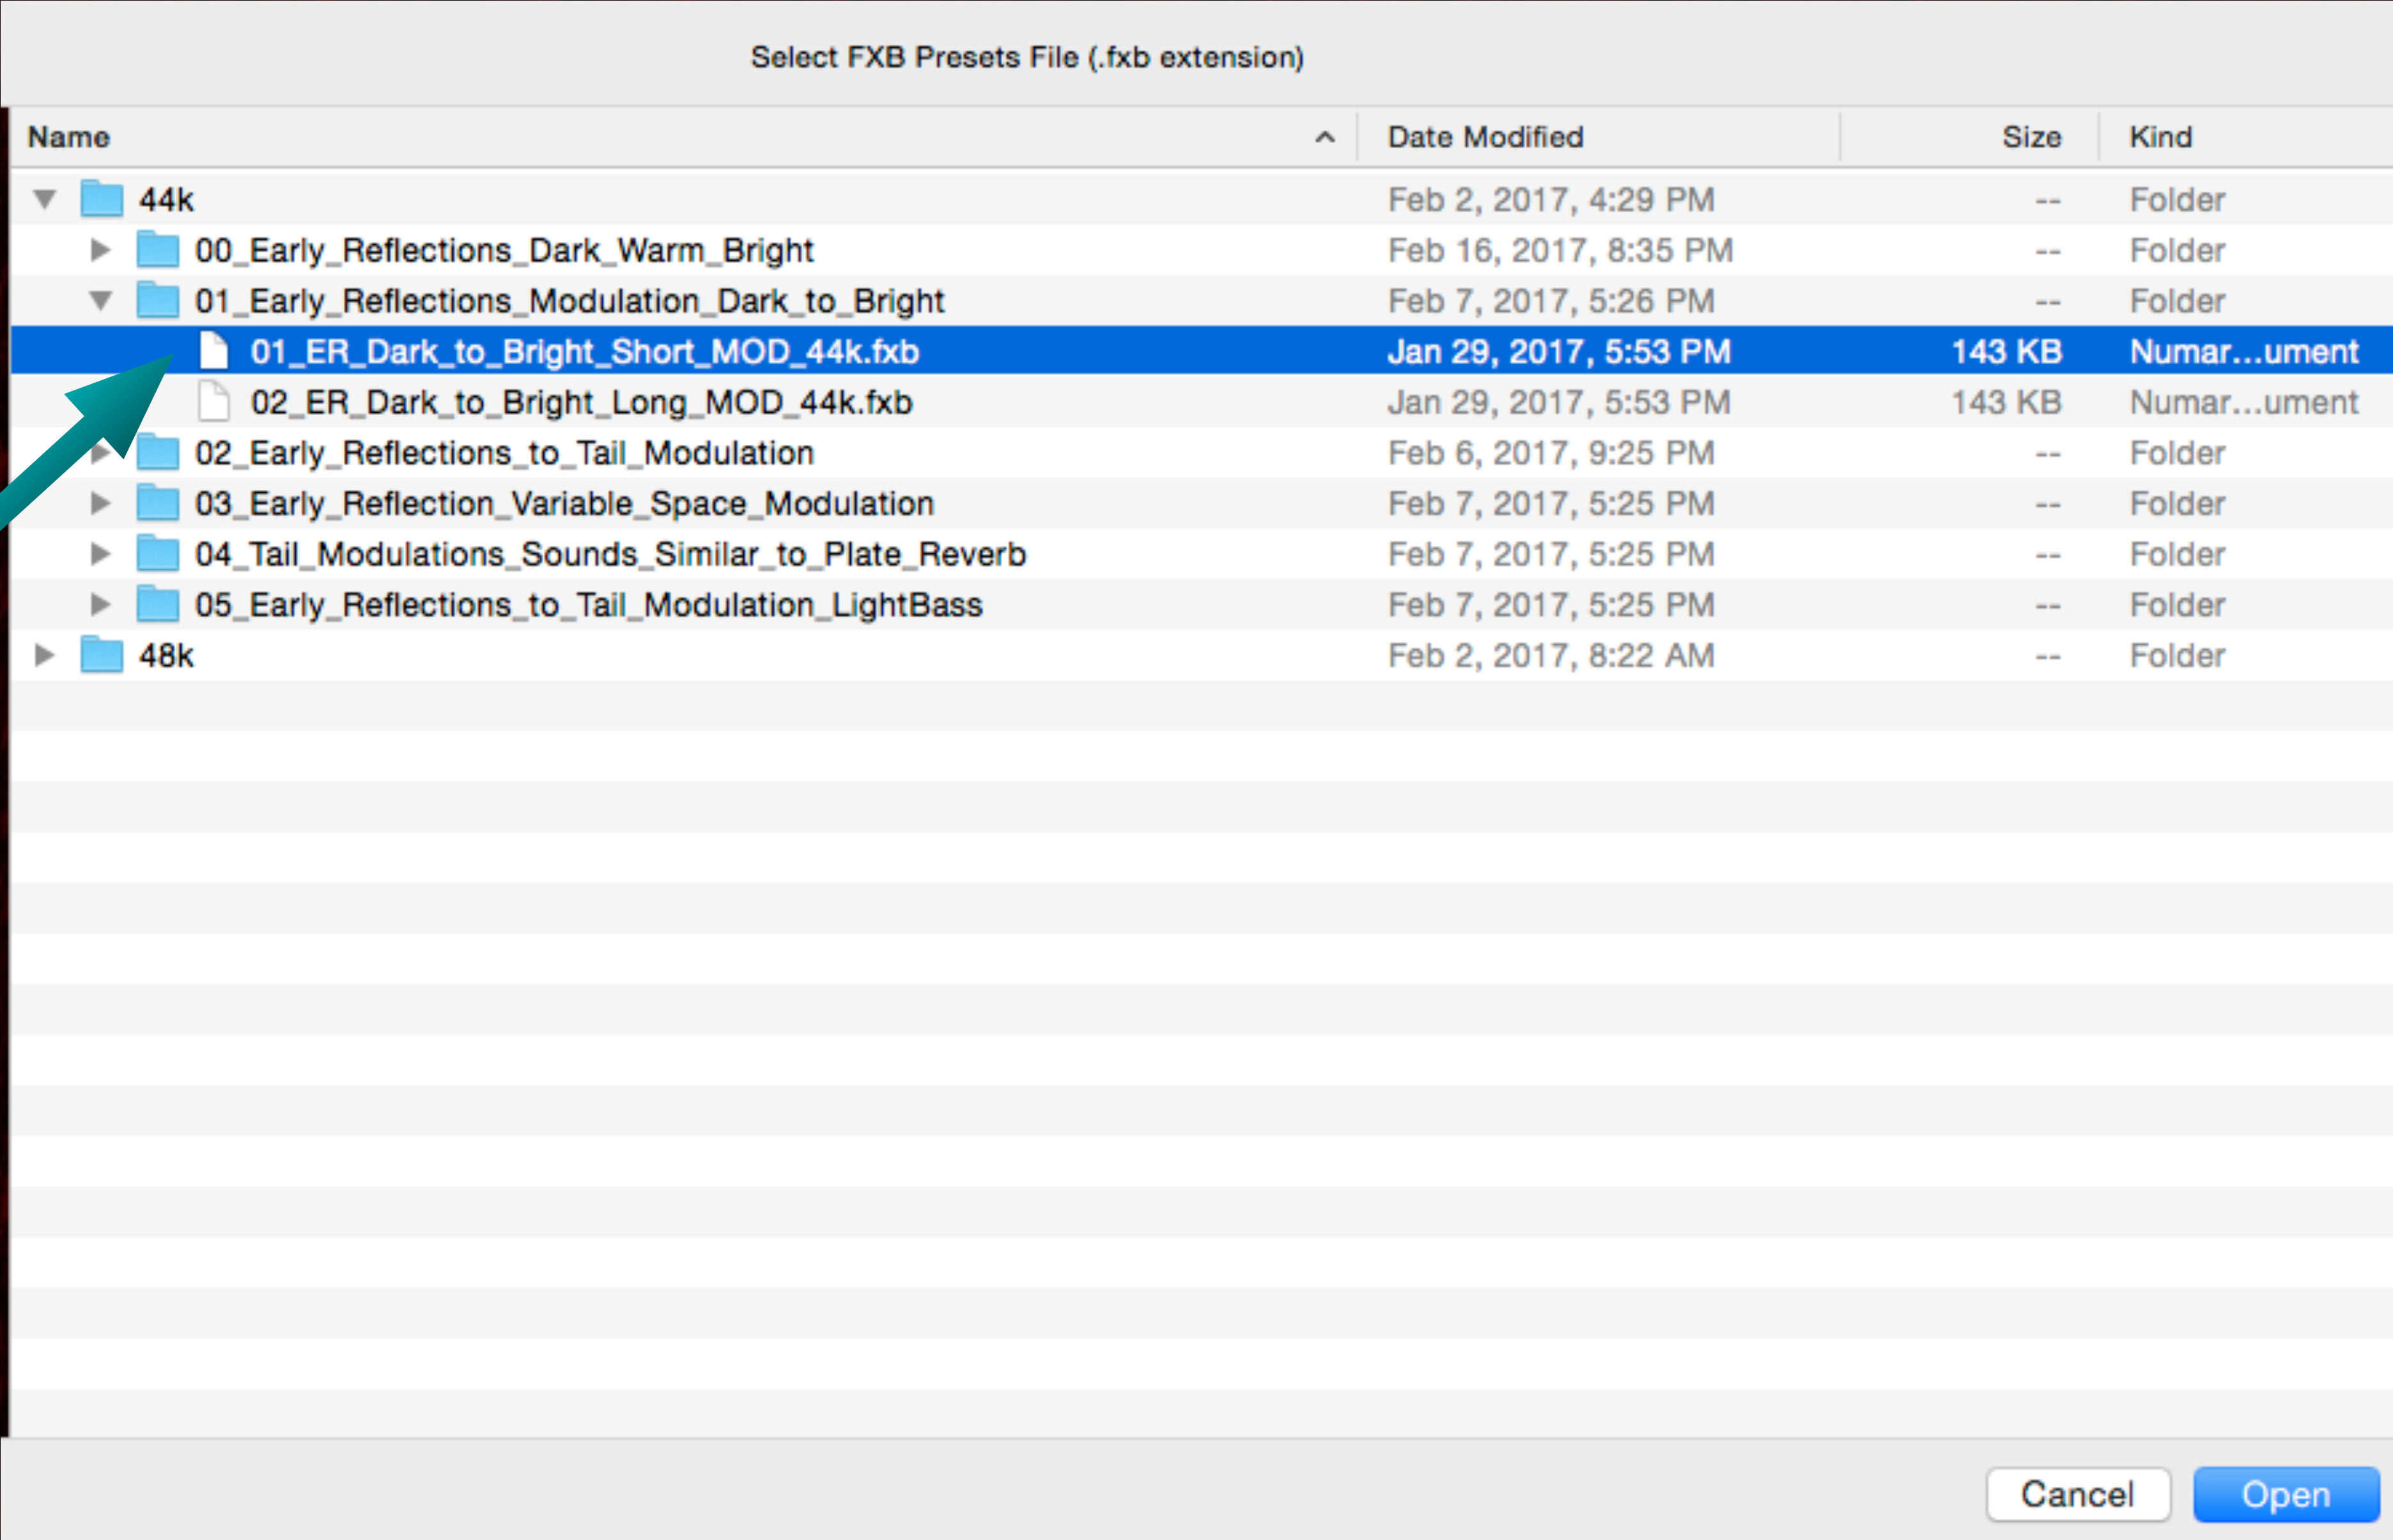 Select FXB Presets File (.fxb extension)
Name Date Modified Size Kind
44k Feb 2, 2017, 4:29 PM -- Folder
00_Early_Reflections_Dark_Warm_Bright Feb 16, 2017, 8:35 PM -- Folder
01_Early_Reflections_Modulation_Dark_to_Bright Feb 7, 2017, 5:26 PM -- Folder
01_ER_Dark_to_Bright_Short_MOD_44k.fxb Jan 29, 2017, 5:53 PM 143 KB Numar...ument
02_ER_Dark_to_Bright_Long_MOD_44k.fxb Jan 29, 2017, 5:53 PM 143 KB Numar...ument
02_Early_Reflections_to_Tail_Modulation Feb 6, 2017, 9:25 PM -- Folder
03_Early_Reflection_Variable_Space_Modulation Feb 7, 2017, 5:25 PM -- Folder
04_Tail_Modulations_Sounds_Similar_to_Plate_Reverb Feb 7, 2017, 5:25 PM -- Folder
05_Early_Reflections_to_Tail_Modulation_LightBass Feb 7, 2017, 5:25 PM -- Folder
48k Feb 2, 2017, 8:22 AM -- Folder
Cancel Open